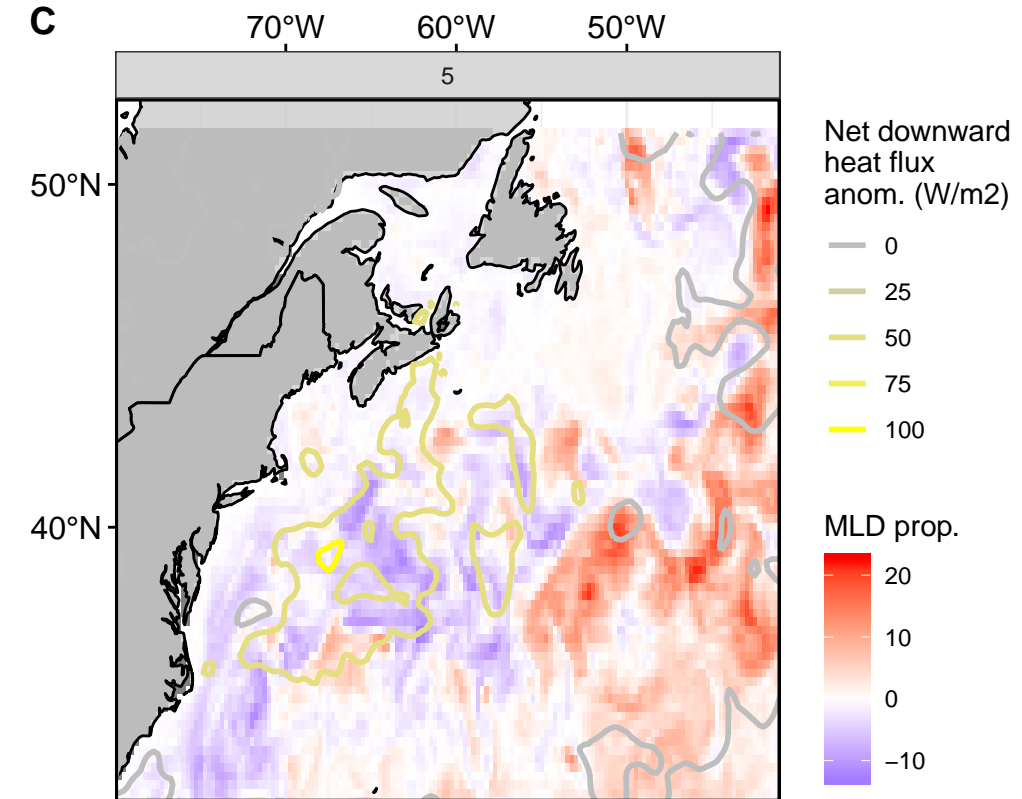 C
70°W 60°W 50°W
5
50°N
40°N
Net downward
heat flux
anom. (W/m2)
0
25
50
75
100
MLD prop.
20
10
0
−10